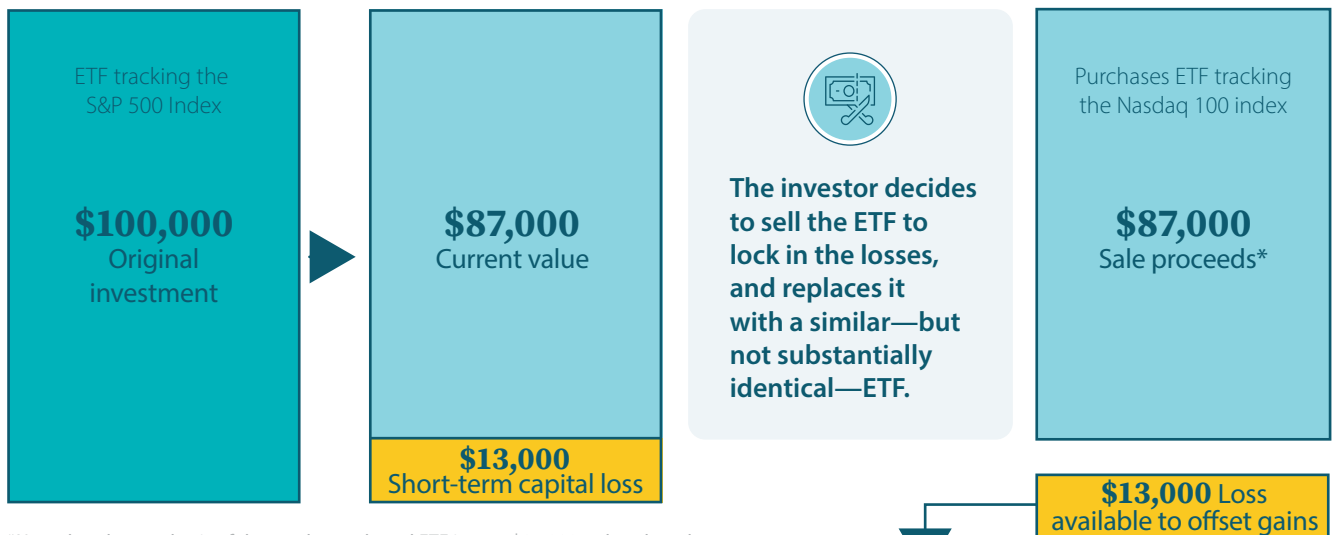 ETF tracking the
S&P 500 Index
$100,000
Original
investment
$87,000
Current value
$13,000
Short-term capital loss
The investor decides
to sell the ETF to
lock in the losses,
and replaces it
with a similar—but
not substantially
identical—ETF.
Purchases ETF tracking
the Nasdaq 100 index
$87,000
Sale proceeds*
$13,000 Loss
available to offset gains